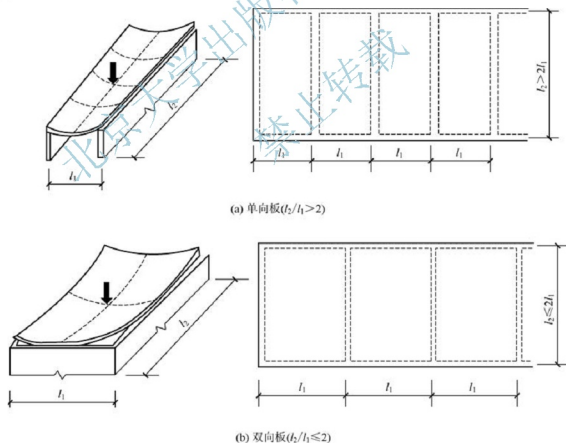 北京大学出版社
禁止转载
l₁
l₂
l₂>2l₁
l₁
l₁
l₁
l₁
(a) 单向板(l₂/l₁>2)
l₁
l₂
l₂≤2l₁
l₁
l₁
l₁
(b) 双向板(l₂/l₁≤2)